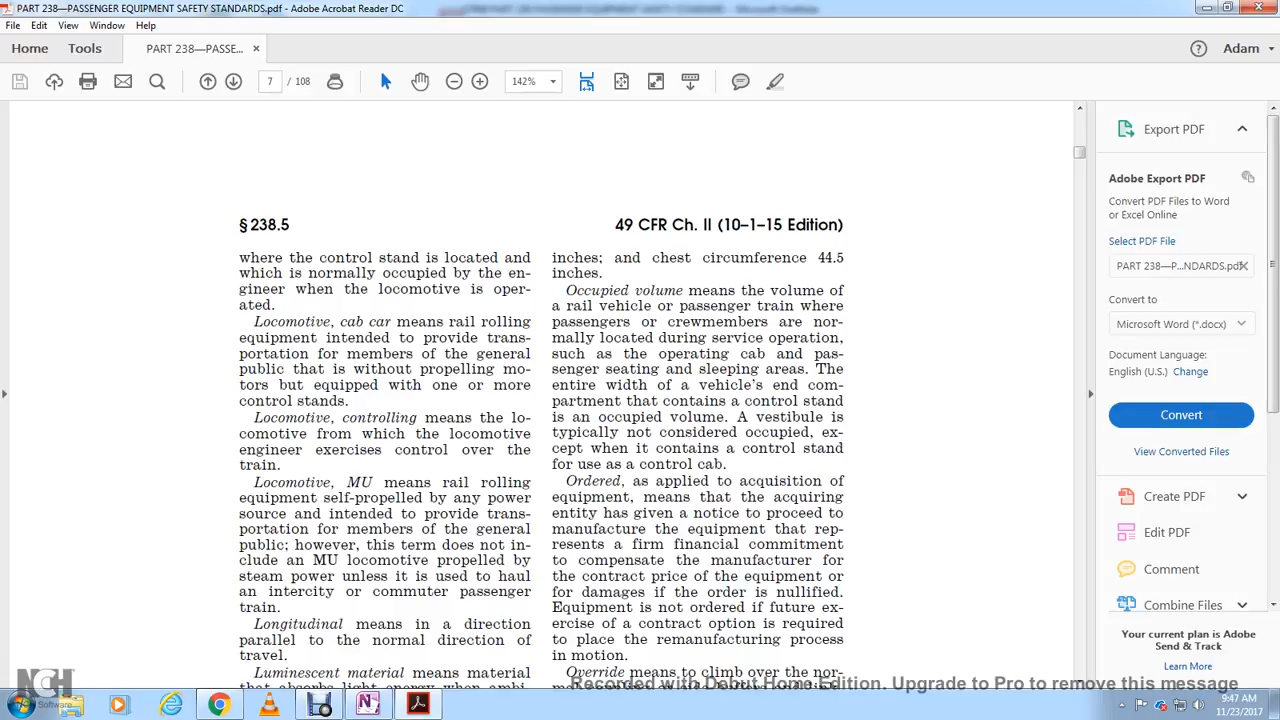 PART 238—PASSENGER EQUIPMENT SAFETY STANDARDS.pdf - Adobe Acrobat Reader DC
File Edit View Window Help
Home Tools PART 238—PASSE... × Adam
7 / 108 142%
§ 238.5
49 CFR Ch. II (10–1–15 Edition)
where the control stand is located and
which is normally occupied by the en-
gineer when the locomotive is oper-
ated.
Locomotive, cab car means rail rolling
equipment intended to provide trans-
portation for members of the general
public that is without propelling mo-
tors but equipped with one or more
control stands.
Locomotive, controlling means the lo-
comotive from which the locomotive
engineer exercises control over the
train.
Locomotive, MU means rail rolling
equipment self-propelled by any power
source and intended to provide trans-
portation for members of the general
public; however, this term does not in-
clude an MU locomotive propelled by
steam power unless it is used to haul
an intercity or commuter passenger
train.
Longitudinal means in a direction
parallel to the normal direction of
travel.
Luminescent material means material
that absorbs light energy when ambi-
inches; and chest circumference 44.5
inches.
Occupied volume means the volume of
a rail vehicle or passenger train where
passengers or crewmembers are nor-
mally located during service operation,
such as the operating cab and pas-
senger seating and sleeping areas. The
entire width of a vehicle's end com-
partment that contains a control stand
is an occupied volume. A vestibule is
typically not considered occupied, ex-
cept when it contains a control stand
for use as a control cab.
Ordered, as applied to acquisition of
equipment, means that the acquiring
entity has given a notice to proceed to
manufacture the equipment that rep-
resents a firm financial commitment
to compensate the manufacturer for
the contract price of the equipment or
for damages if the order is nullified.
Equipment is not ordered if future ex-
ercise of a contract option is required
to place the remanufacturing process
in motion.
Override means to climb over the nor-
Export PDF
Adobe Export PDF
Convert PDF Files to Word
or Excel Online
Select PDF File
PART 238—P...NDARDS.pdf
Convert to
Microsoft Word (*.docx)
Document Language:
English (U.S.) Change
Convert
View Converted Files
Create PDF
Edit PDF
Comment
Combine Files
Your current plan is Adobe
Send & Track
Learn More
Recorded with Debut Home Edition. Upgrade to Pro to remove this message
NCH
Software
9:47 AM
11/23/2017